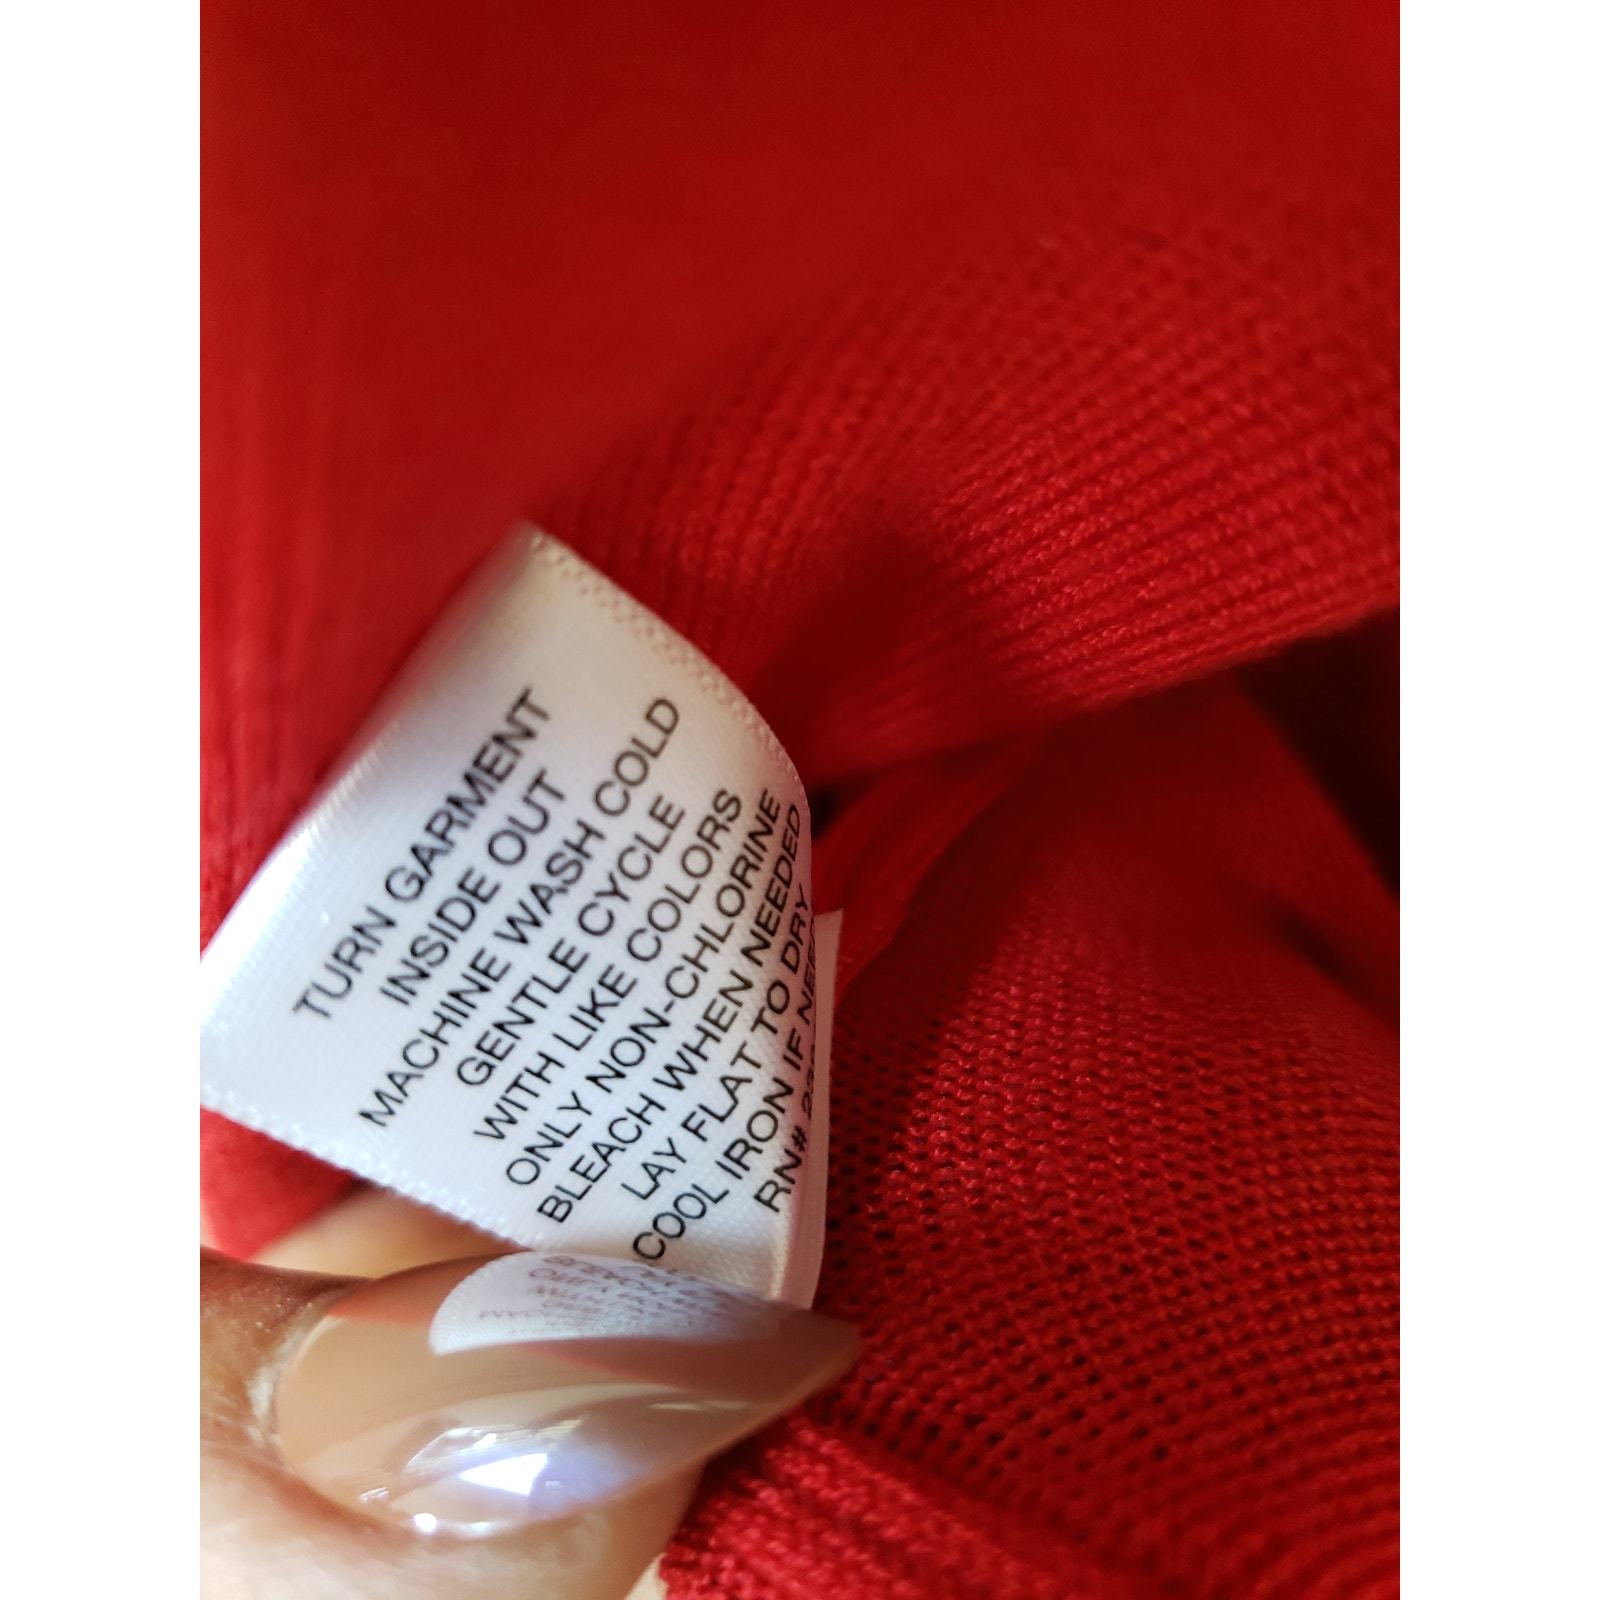 TURN GARMENT
INSIDE OUT
MACHINE WASH COLD
GENTLE CYCLE
WITH LIKE COLORS
ONLY NON-CHLORINE
BLEACH WHEN NEEDED
LAY FLAT TO DRY
COOL IRON IF
RN#